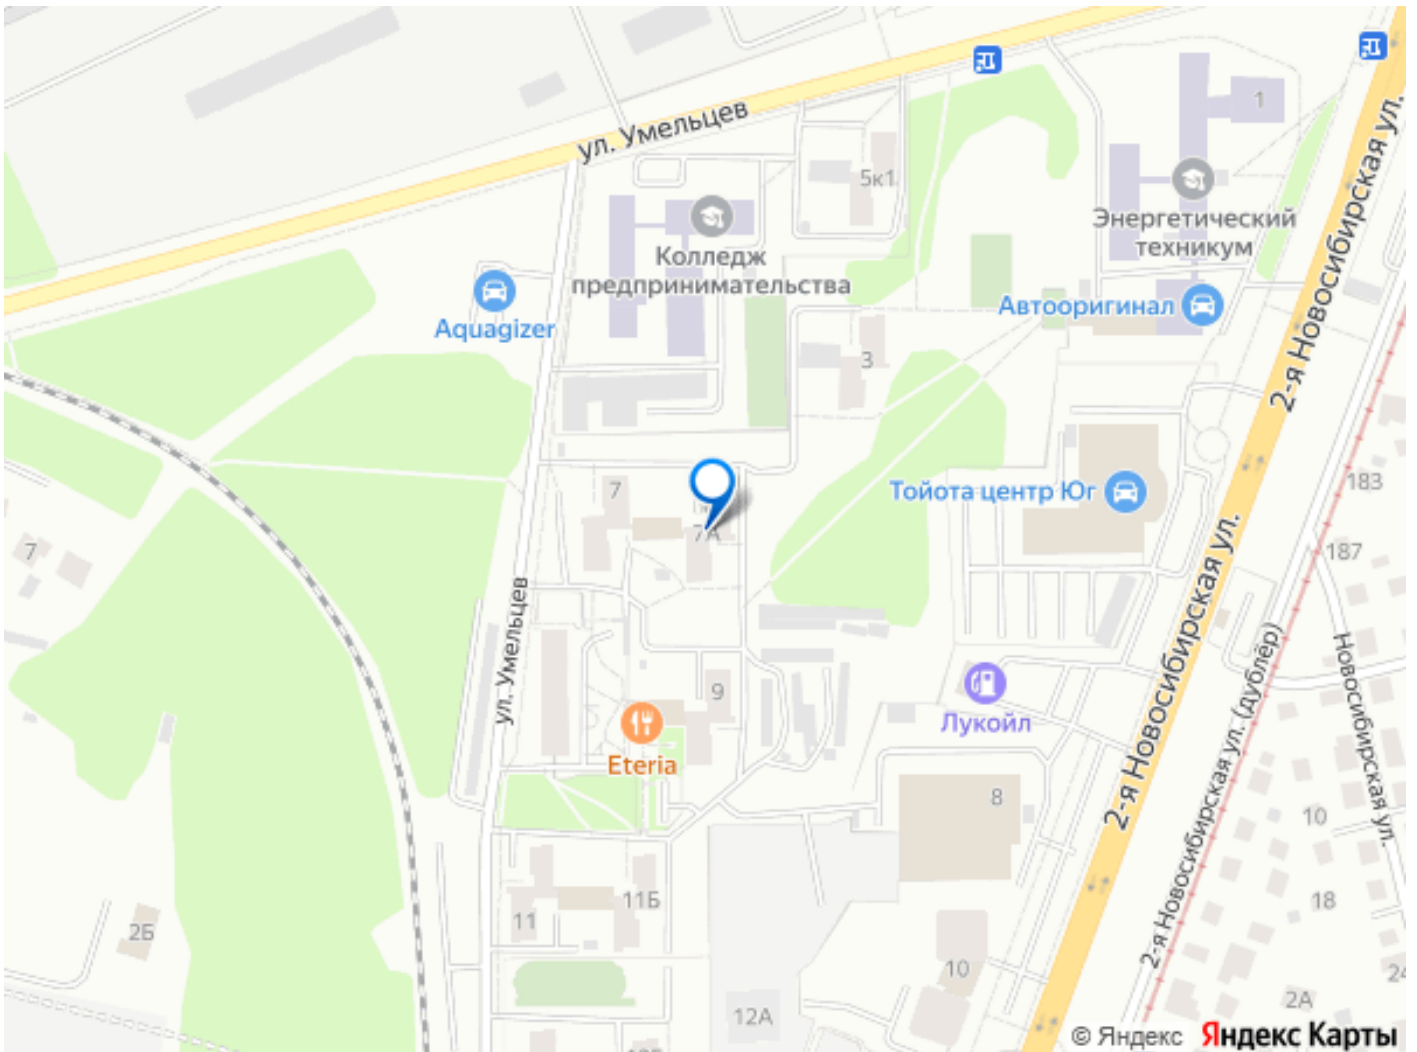 ул. Умельцев
1
5к1
Энергетический
техникум
Колледж
предпринимательства
2-я Новосибирская ул.
Автооригинал
Aquagizer
3
7
183
Тойота центр Юг
7А
7
187
2-я Новосибирская ул.
ул. Умельцев
Новосибирская ул.
9
Лукойл
Eteria
2-я Новосибирская ул. (дублёр)
8
10
11Б
18
11
2Б
10
24
2А
12А
© Яндекс
Яндекс Карты